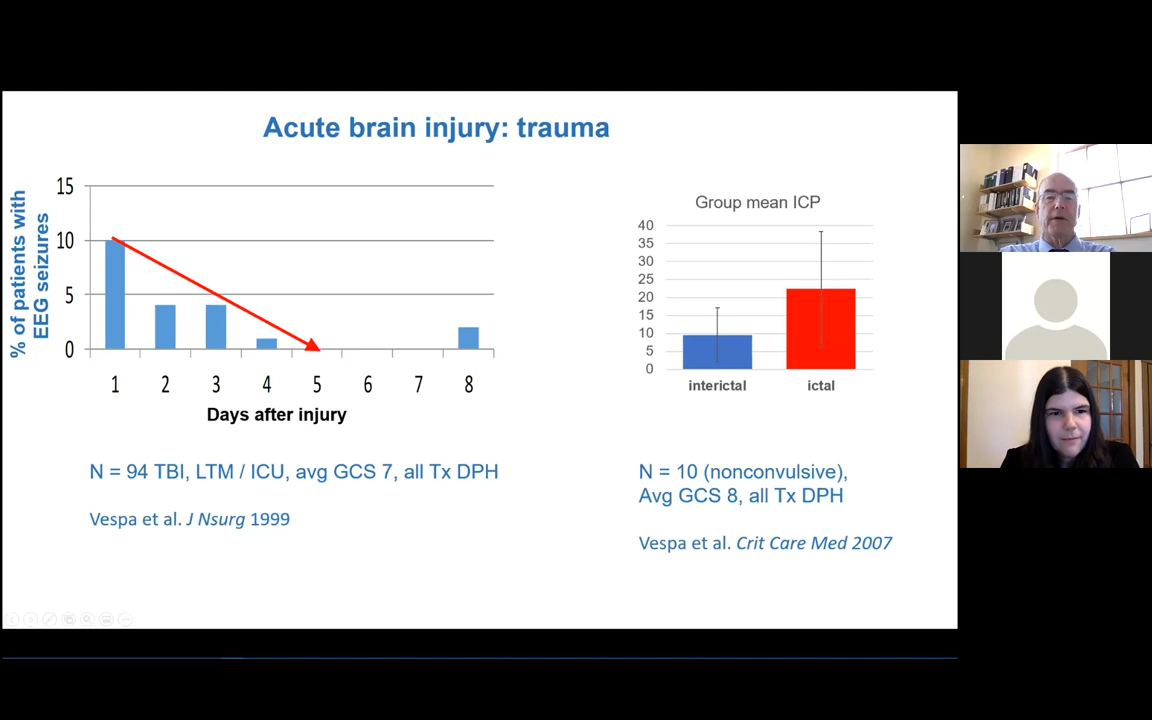 Acute brain injury: trauma
% of patients with
EEG seizures
15
10
5
0
1 2 3 4 5 6 7 8
Days after injury
N = 94 TBI, LTM / ICU, avg GCS 7, all Tx DPH
Vespa et al. J Nsurg 1999
Group mean ICP
40
35
30
25
20
15
10
5
0
interictal ictal
N = 10 (nonconvulsive),
Avg GCS 8, all Tx DPH
Vespa et al. Crit Care Med 2007